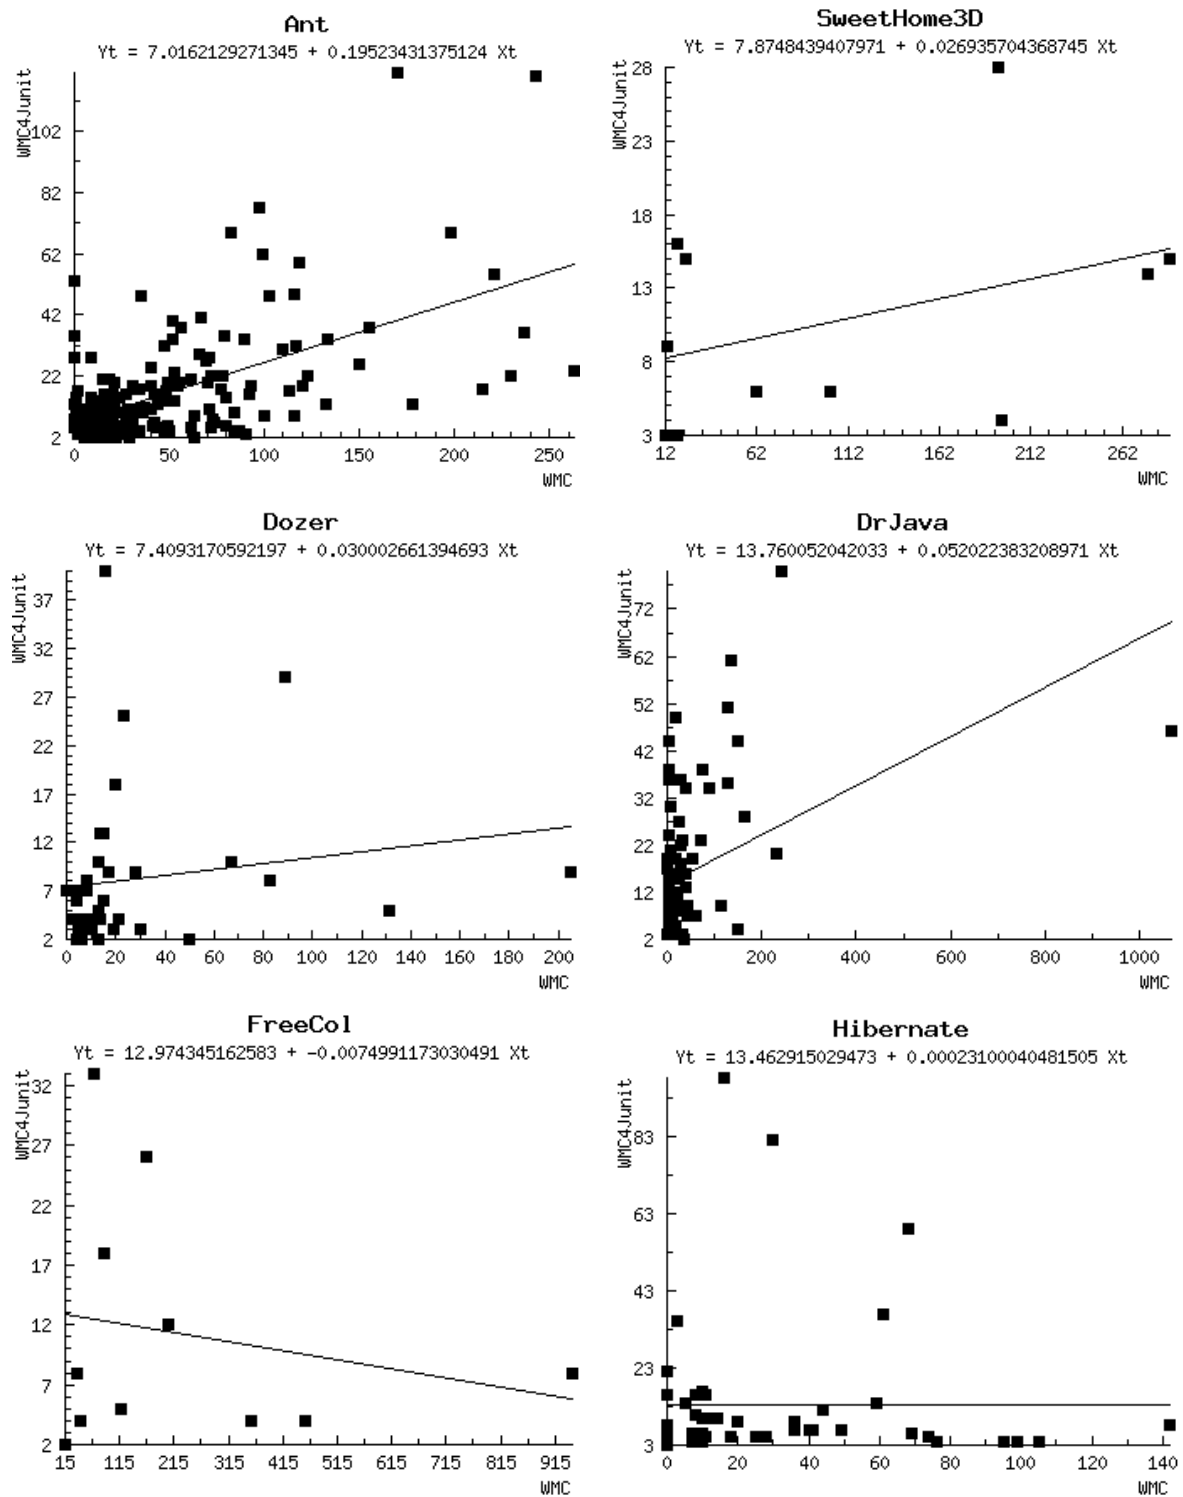 Ant
Yt = 7.0162129271345 + 0.19523431375124 Xt
WMC4Junit
102
82
62
42
22
2
0 50 100 150 200 250
WMC
SweetHome3D
Yt = 7.8748439407971 + 0.026935704368745 Xt
WMC4Junit
28
23
18
13
8
3
12 62 112 162 212 262
WMC
Dozer
Yt = 7.4093170592197 + 0.030002661394693 Xt
WMC4Junit
37
32
27
22
17
12
7
2
0 20 40 60 80 100 120 140 160 180 200
WMC
DrJava
Yt = 13.760052042033 + 0.052022383208971 Xt
WMC4Junit
72
62
52
42
32
22
12
2
0 200 400 600 800 1000
WMC
FreeCol
Yt = 12.974345162583 + -0.0074991173030491 Xt
WMC4Junit
32
27
22
17
12
7
2
15 115 215 315 415 515 615 715 815 915
WMC
Hibernate
Yt = 13.462915029473 + 0.00023100040481505 Xt
WMC4Junit
83
63
43
23
3
0 20 40 60 80 100 120 140
WMC